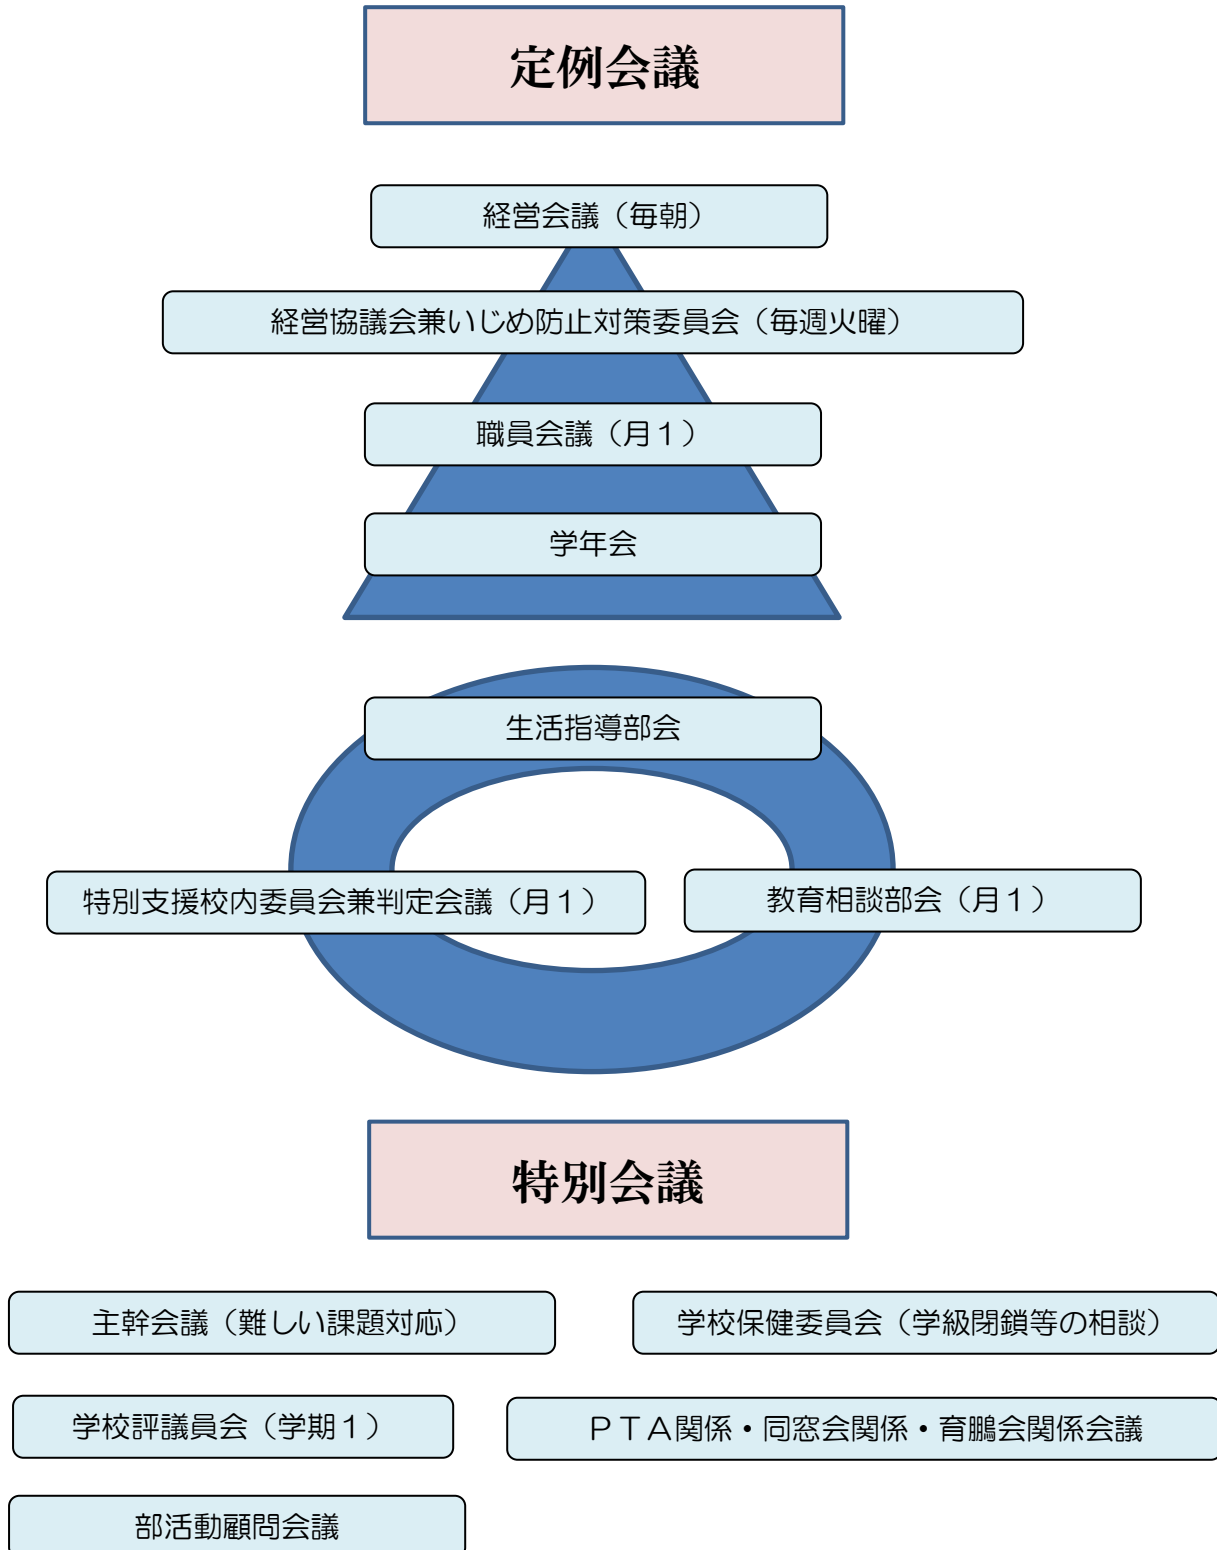 定例会議
経営会議（毎朝）
経営協議会兼いじめ防止対策委員会（毎週火曜）
職員会議（月１）
学年会
生活指導部会
特別支援校内委員会兼判定会議（月１）
教育相談部会（月１）
特別会議
主幹会議（難しい課題対応）
学校保健委員会（学級閉鎖等の相談）
学校評議員会（学期１）
ＰＴＡ関係・同窓会関係・育鵬会関係会議
部活動顧問会議